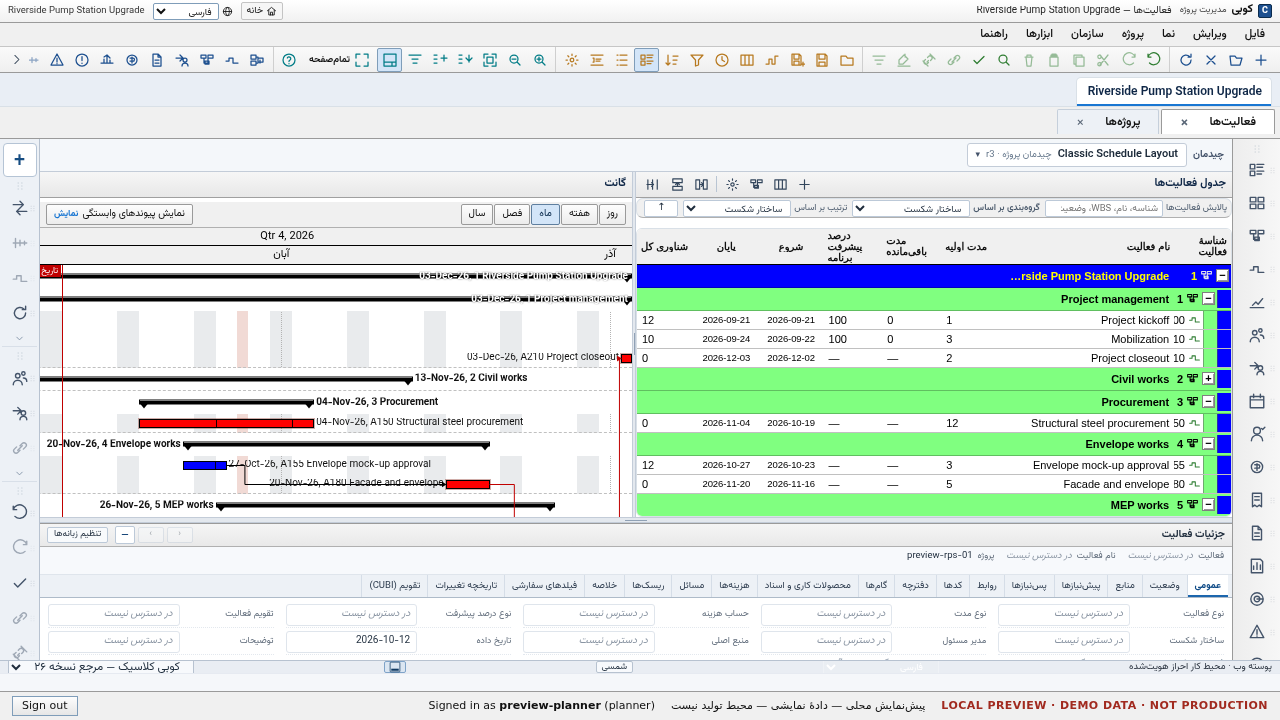 کوبی مدیریت پروژه فعالیت‌ها — Riverside Pump Station Upgrade
خانه فارسی Riverside Pump Station Upgrade
فایل ویرایش نما پروژه سازمان ابزارها راهنما
تمام‌صفحه
Riverside Pump Station Upgrade
فعالیت‌ها × پروژه‌ها ×
چیدمان Classic Schedule Layout چیدمان پروژه · r3
جدول فعالیت‌ها
پالایش فعالیت‌ها شناسه، نام، WBS، وضعیت گروه‌بندی بر اساس ساختار شکست ترتیب بر اساس ساختار شکست ↑
شناسهٔ فعالیت نام فعالیت مدت اولیه مدت باقی‌مانده درصد پیشرفت برنامه شروع پایان شناوری کل
1 ...rside Pump Station Upgrade
1 Project management
00 Project kickoff 1 0 100 2026-09-21 2026-09-21 12
10 Mobilization 3 0 100 2026-09-22 2026-09-24 10
10 Project closeout 2 — — 2026-12-02 2026-12-03 0
2 Civil works
3 Procurement
50 Structural steel procurement 12 — — 2026-10-19 2026-11-04 0
4 Envelope works
55 Envelope mock-up approval 3 — — 2026-10-23 2026-10-27 12
80 Facade and envelope 5 — — 2026-11-16 2026-11-20 0
5 MEP works
گانت
روز هفته ماه فصل سال نمایش پیوندهای وابستگی نمایش
Qtr 4, 2026
آبان آذر
تاریخ
03-Dec-26, 1 Riverside Pump Station Upgrade
03-Dec-26, 1 Project management
03-Dec-26, A210 Project closeout
13-Nov-26, 2 Civil works
04-Nov-26, 3 Procurement
04-Nov-26, A150 Structural steel procurement
20-Nov-26, 4 Envelope works
27-Oct-26, A155 Envelope mock-up approval
20-Nov-26, A180 Facade and envelope
26-Nov-26, 5 MEP works
جزئیات فعالیت تنظیم زبانه‌ها
فعالیت در دسترس نیست نام فعالیت در دسترس نیست پروژه preview-rps-01
عمومی وضعیت منابع پیش‌نیازها پس‌نیازها روابط کدها دفترچه گام‌ها محصولات کاری و اسناد هزینه‌ها مسائل ریسک‌ها خلاصه فیلدهای سفارشی تاریخچه تغییرات تقویم (CUBI)
نوع فعالیت در دسترس نیست نوع مدت در دسترس نیست حساب هزینه در دسترس نیست نوع درصد پیشرفت در دسترس نیست تقویم فعالیت در دسترس نیست
ساختار شکست در دسترس نیست مدیر مسئول در دسترس نیست منبع اصلی در دسترس نیست تاریخ داده 2026-10-12 توضیحات در دسترس نیست
پوسته وب · محیط کار احراز هویت‌شده فارسی شمسی کوبی کلاسیک — مرجع نسخه ۲۶
LOCAL PREVIEW · DEMO DATA · NOT PRODUCTION پیش‌نمایش محلی — دادهٔ نمایشی — محیط تولید نیست Signed in as preview-planner (planner) Sign out